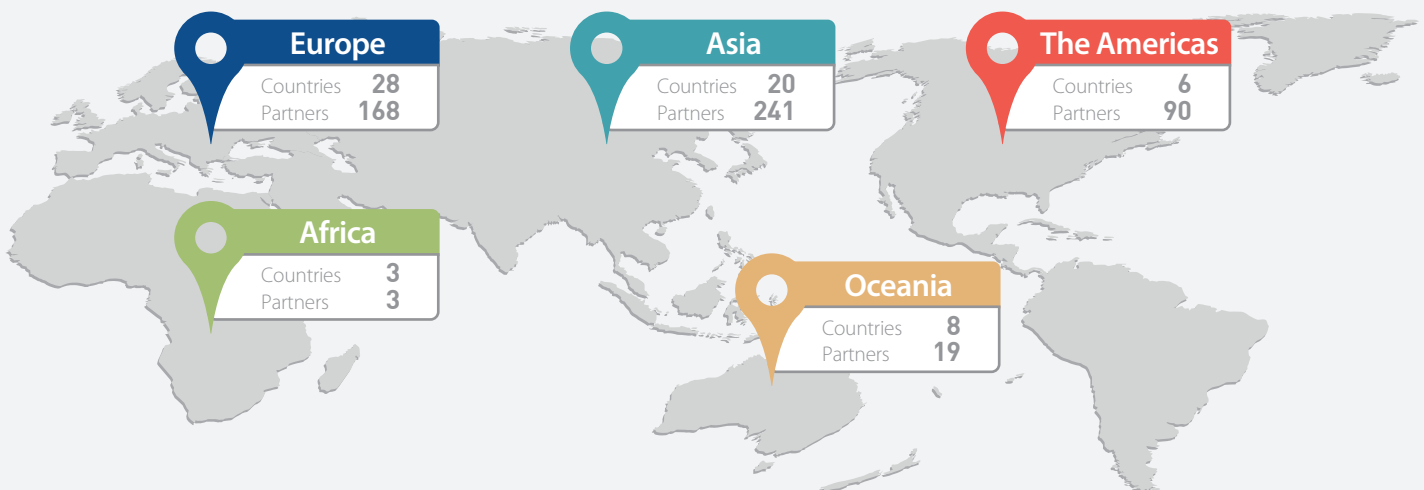 Europe
Countries 28
Partners 168
Asia
Countries 20
Partners 241
The Americas
Countries 6
Partners 90
Africa
Countries 3
Partners 3
Oceania
Countries 8
Partners 19